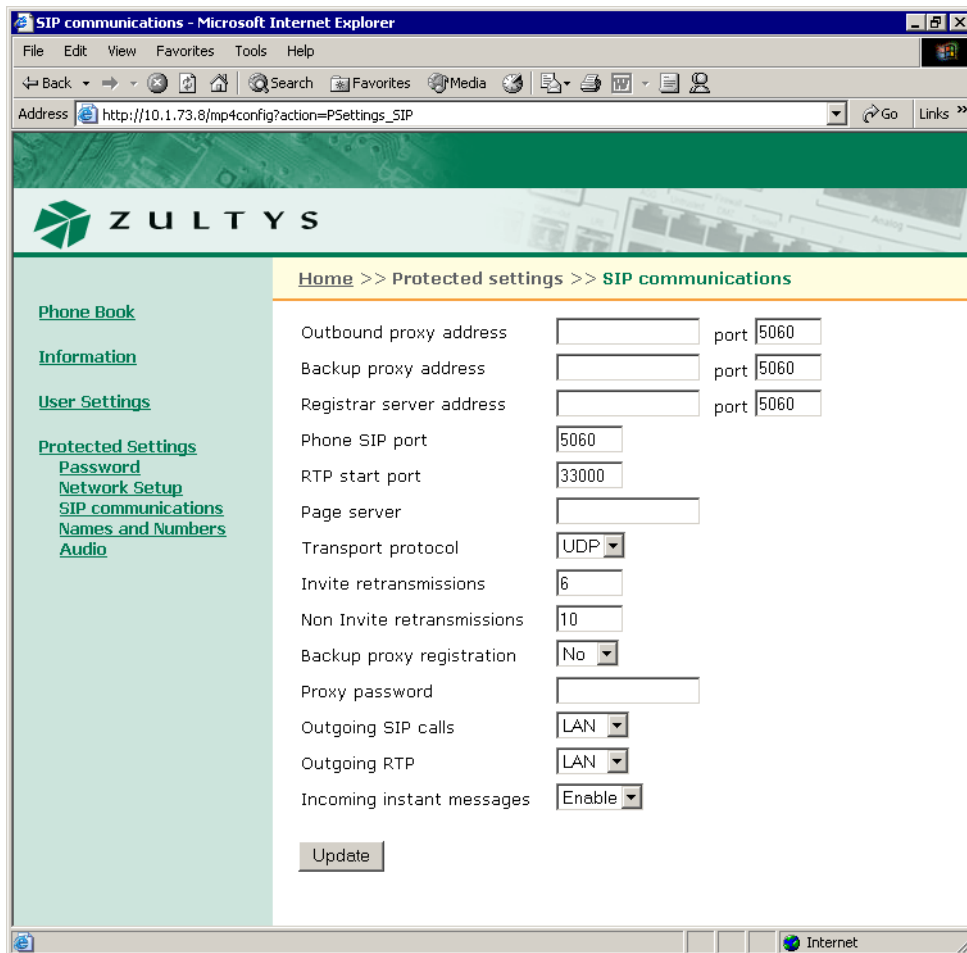 SIP communications - Microsoft Internet Explorer
File Edit View Favorites Tools Help
Back Search Favorites Media
Address http://10.1.73.8/mp4config?action=PSettings_SIP Go Links »
ZULTYS
Home >> Protected settings >> SIP communications
Phone Book
Information
User Settings
Protected Settings
Password
Network Setup
SIP communications
Names and Numbers
Audio
Outbound proxy address port 5060
Backup proxy address port 5060
Registrar server address port 5060
Phone SIP port 5060
RTP start port 33000
Page server
Transport protocol UDP
Invite retransmissions 6
Non Invite retransmissions 10
Backup proxy registration No
Proxy password
Outgoing SIP calls LAN
Outgoing RTP LAN
Incoming instant messages Enable
Update
Internet